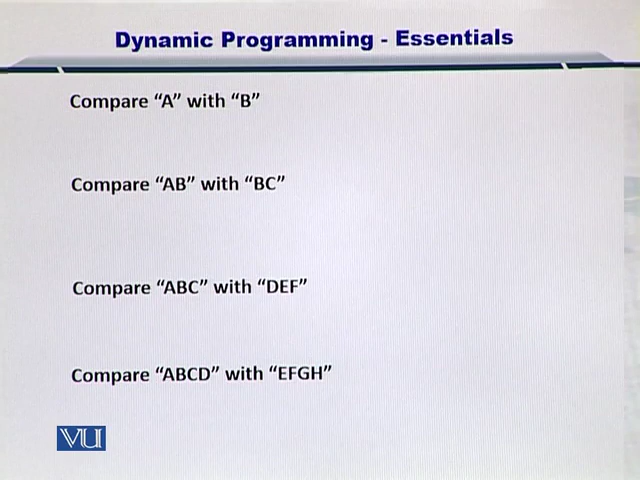 Dynamic Programming - Essentials
Compare “A” with “B”
Compare “AB” with “BC”
Compare “ABC” with “DEF”
Compare “ABCD” with “EFGH”
VU